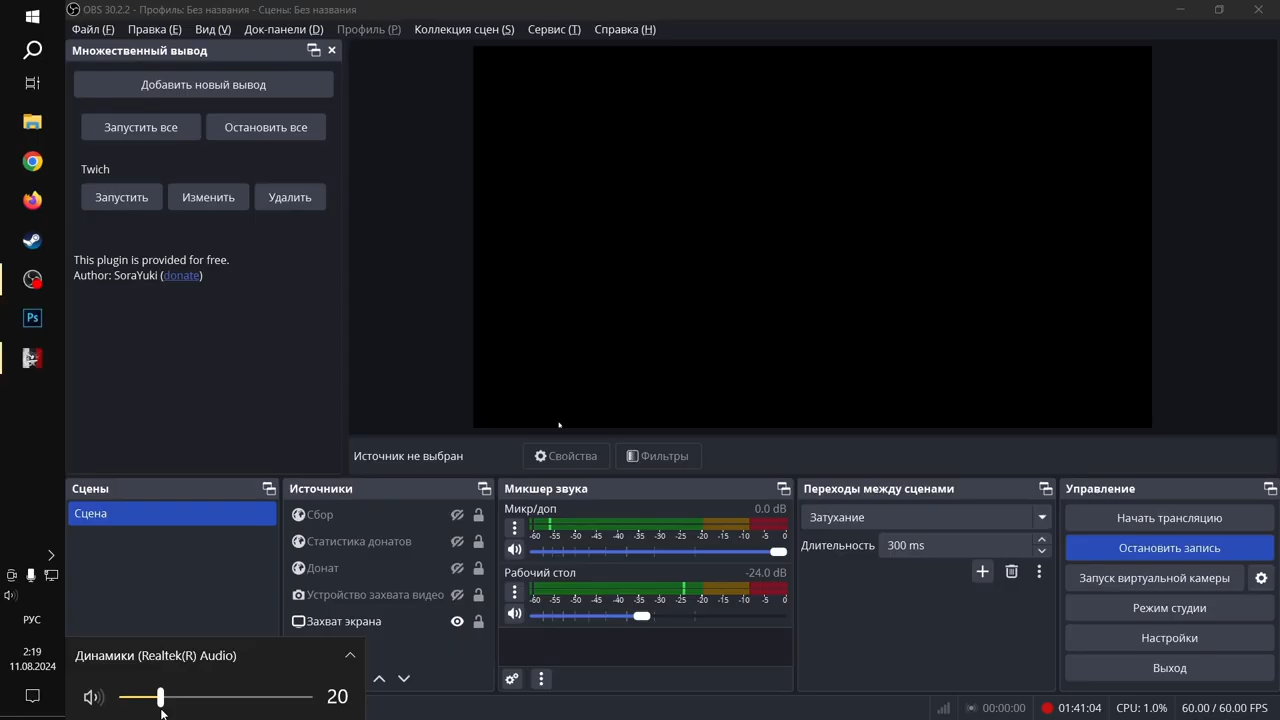 OBS 30.2.2 - Профиль: Без названия - Сцены: Без названия
Файл (F) Правка (E) Вид (V) Док-панели (D) Профиль (P) Коллекция сцен (S) Сервис (T) Справка (H)
Множественный вывод
Добавить новый вывод
Запустить все Остановить все
Twich
Запустить Изменить Удалить
This plugin is provided for free.
Author: SoraYuki (donate)
Ps
Источник не выбран Свойства Фильтры
Сцены
Сцена
Источники
Сбор
Статистика донатов
Донат
Устройство захвата видео
Захват экрана
Микшер звука
Микр/доп 0.0 dB
-60 -55 -50 -45 -40 -35 -30 -25 -20 -15 -10 -5 0
Рабочий стол -24.0 dB
-60 -55 -50 -45 -40 -35 -30 -25 -20 -15 -10 -5 0
Переходы между сценами
Затухание
Длительность 300 ms
Управление
Начать трансляцию
Остановить запись
Запуск виртуальной камеры
Режим студии
Настройки
Выход
РУС
2:19
11.08.2024
Динамики (Realtek(R) Audio)
20
00:00:00 01:41:04 CPU: 1.0% 60.00 / 60.00 FPS